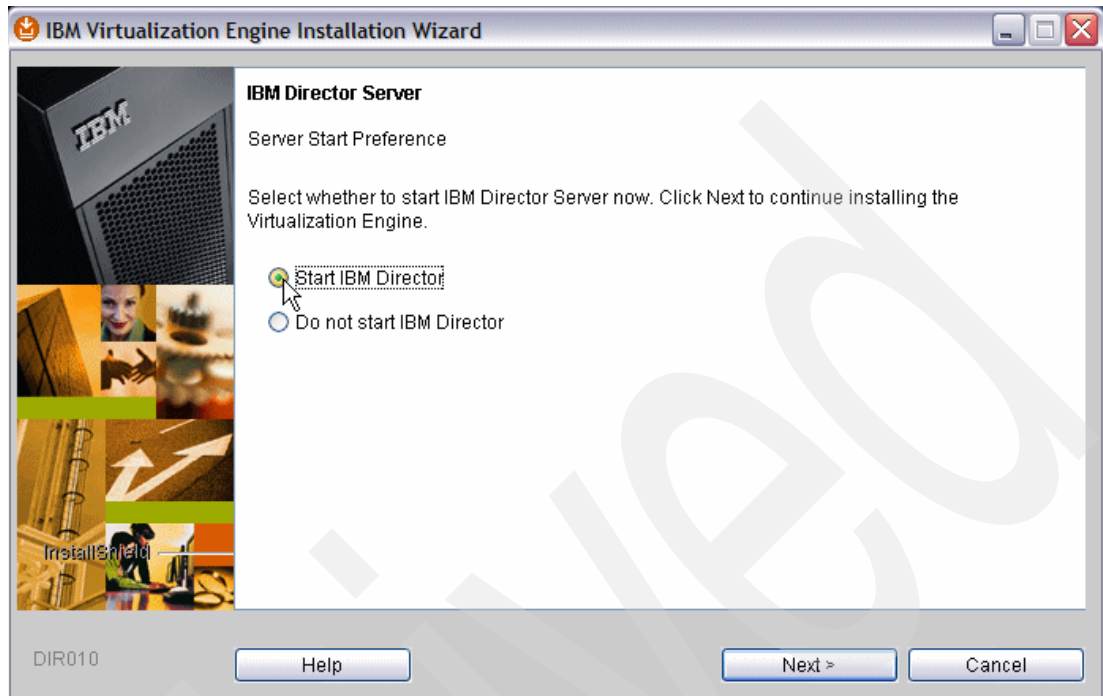 IBM Virtualization Engine Installation Wizard
IBM
IBM Director Server
Server Start Preference
Select whether to start IBM Director Server now. Click Next to continue installing the
Virtualization Engine.
Start IBM Director
Do not start IBM Director
InstallShield
DIR010
Help
Next >
Cancel
ived